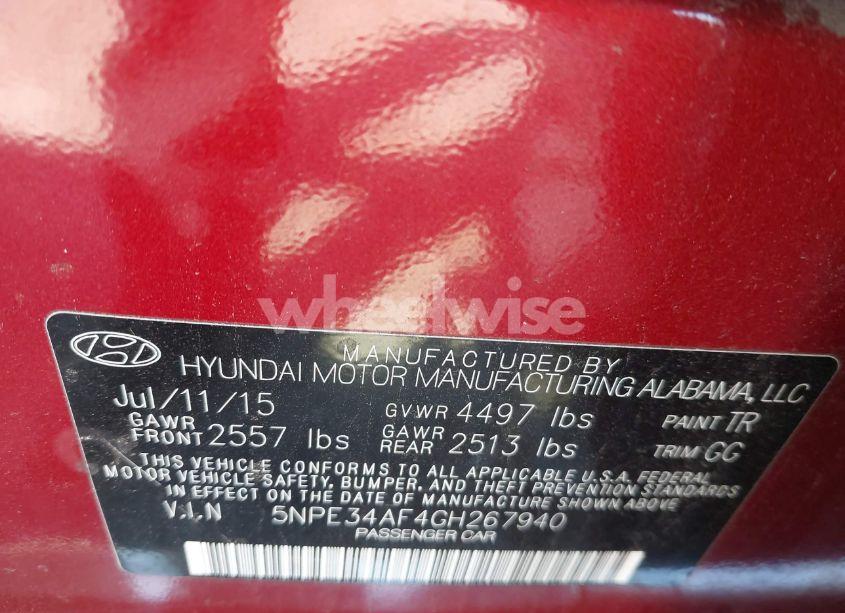 wheelwise
MANUFACTURED BY
HYUNDAI MOTOR MANUFACTURING ALABAMA, LLC
Jul/11/15 GVWR 4497 lbs PAINT TR
GAWR FRONT 2557 lbs GAWR REAR 2513 lbs TRIM GG
THIS VEHICLE CONFORMS TO ALL APPLICABLE U.S.A. FEDERAL
MOTOR VEHICLE SAFETY, BUMPER, AND THEFT PREVENTION STANDARDS
IN EFFECT ON THE DATE OF MANUFACTURE SHOWN ABOVE
V.I.N 5NPE34AF4GH267940
PASSENGER CAR